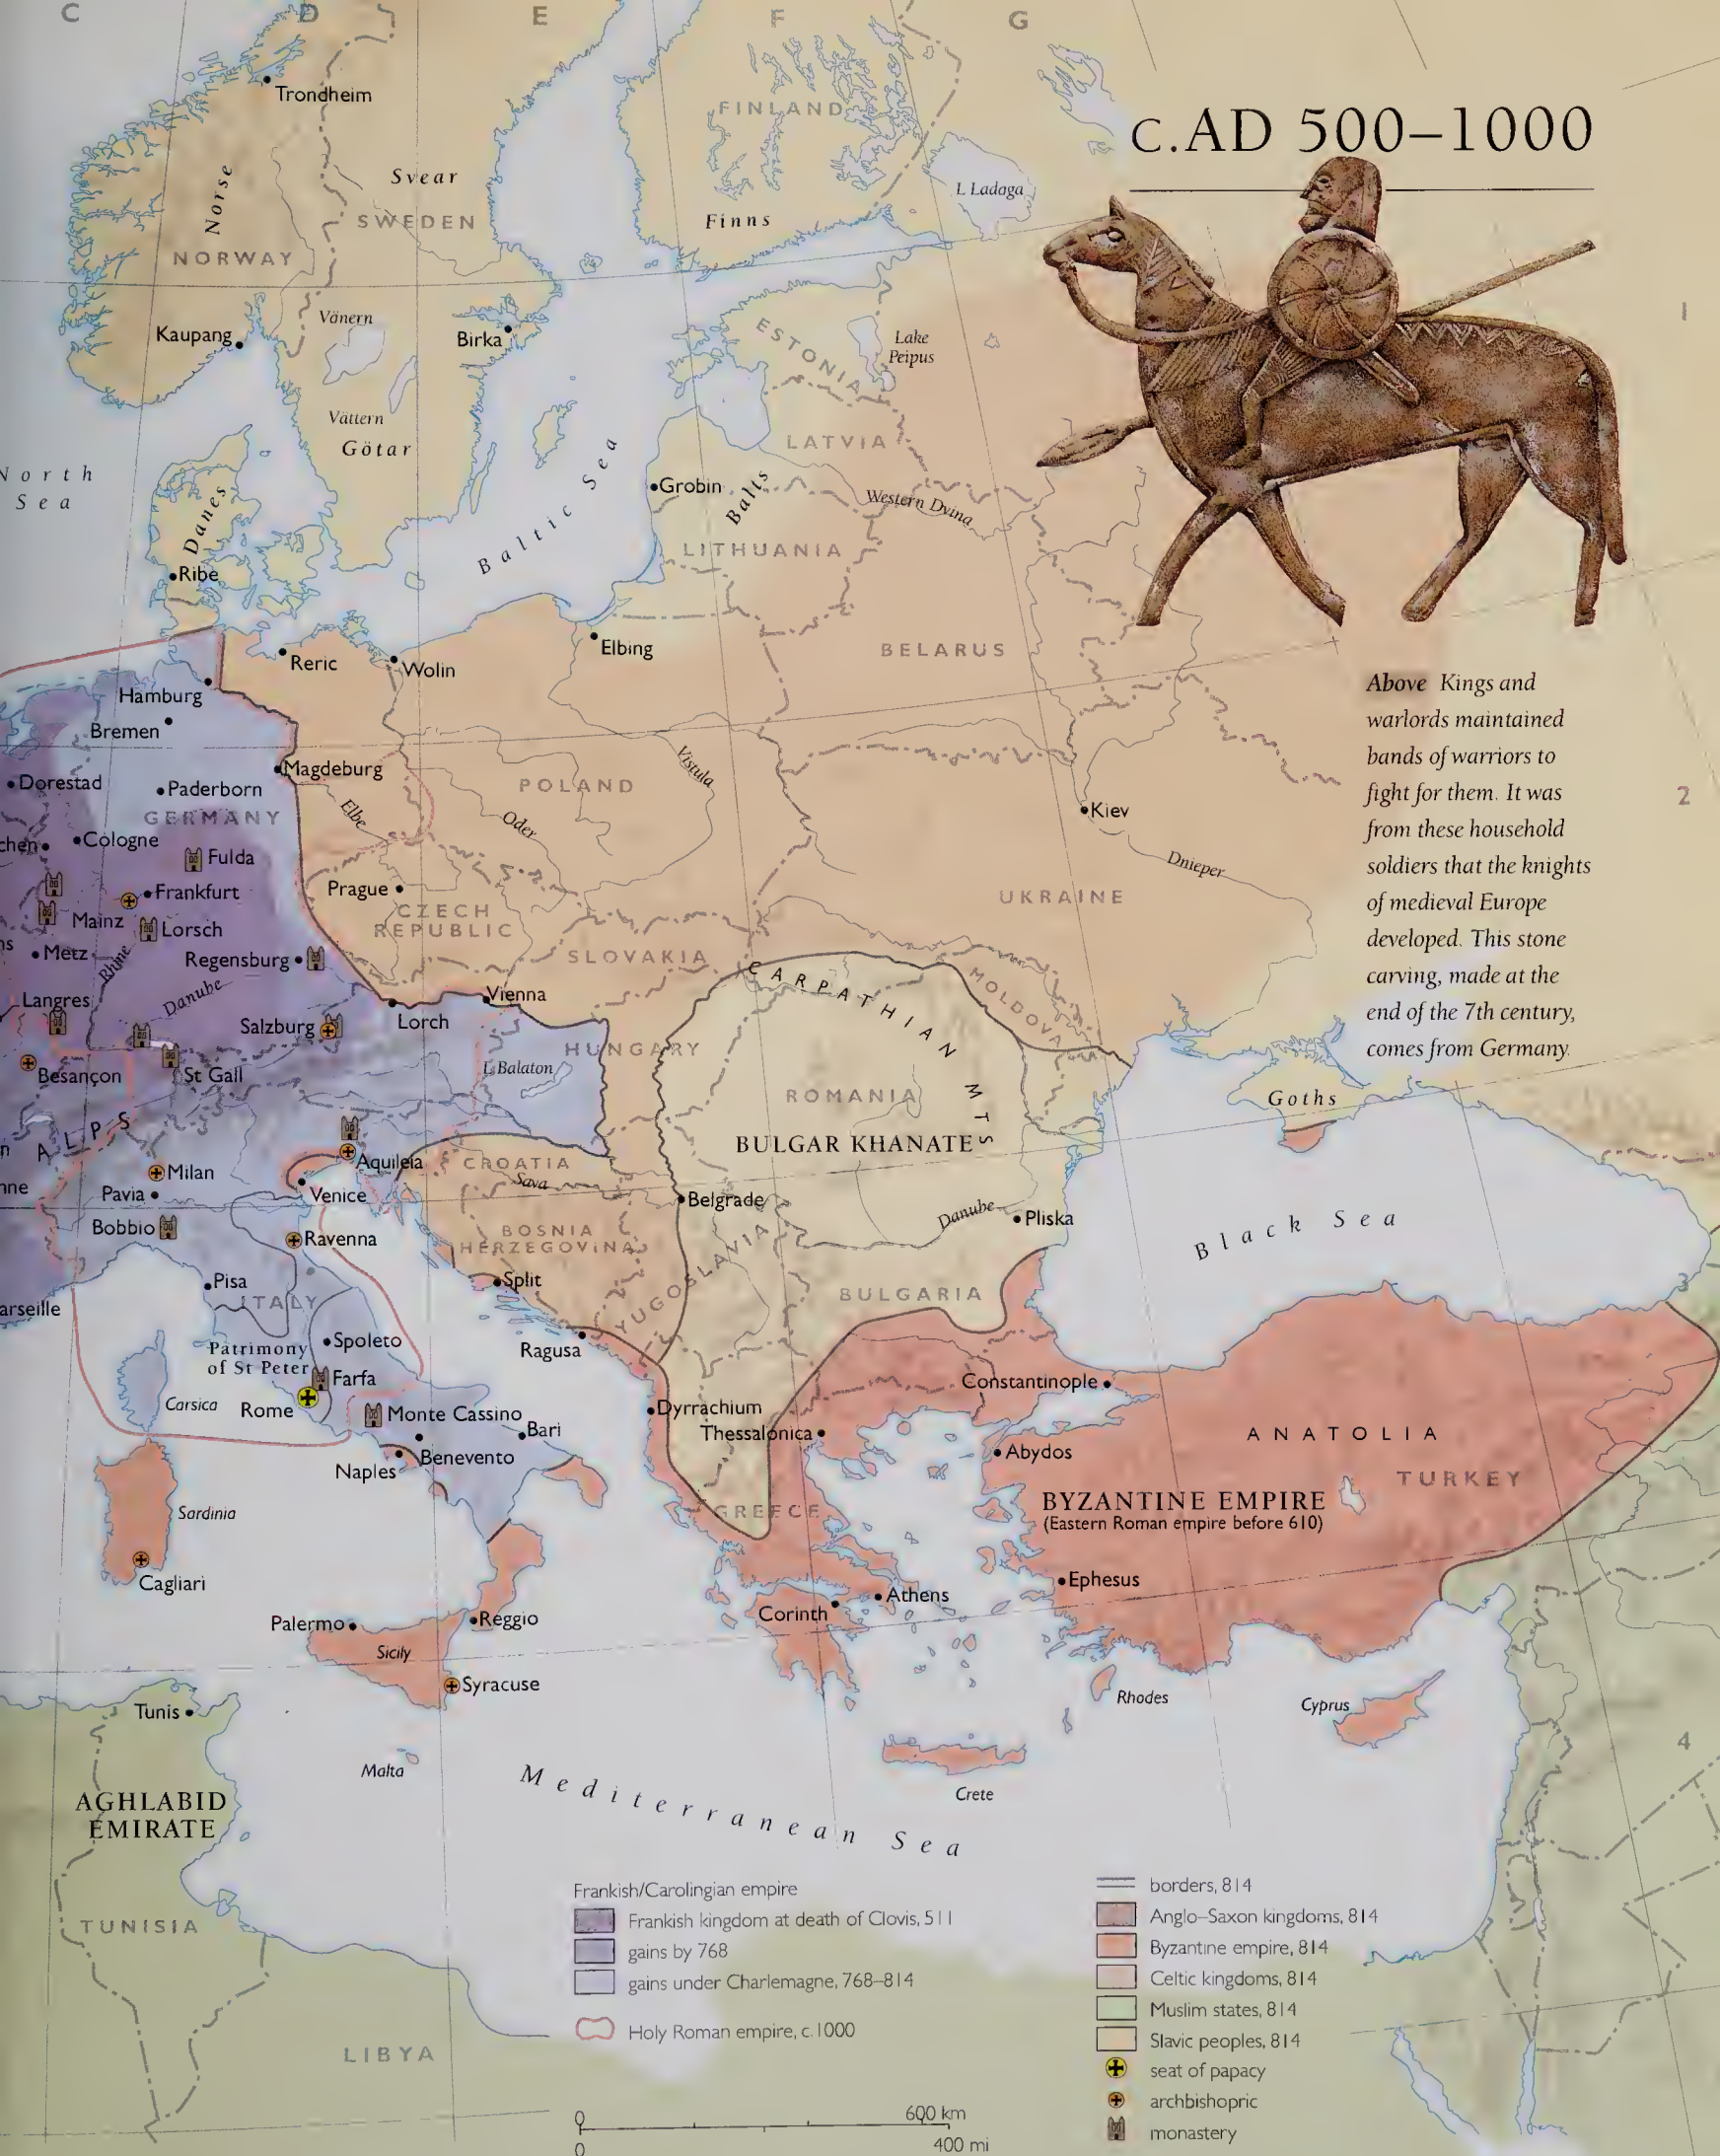 C
D
E
F
G
c.AD 500–1000
Trondheim
FINLAND
Norse
Svear
SWEDEN
L Ladaga
Finns
NORWAY
Vänern
Kaupang
Birka
ESTONIA
Lake
Peipus
1
Vättern
Götar
LATVIA
North
Sea
Danes
Baltic Sea
Grobin
Balts
Western Dvina
LITHUANIA
Ribe
Reric
Wolin
Elbing
BELARUS
Hamburg
Bremen
Above Kings and
warlords maintained
bands of warriors to
fight for them. It was
from these household
soldiers that the knights
of medieval Europe
developed. This stone
carving, made at the
end of the 7th century,
comes from Germany.
Dorestad
Magdeburg
Paderborn
GERMANY
Elbe
POLAND
Vistula
Oder
Kiev
2
Dnieper
chen
Cologne
Fulda
Frankfurt
Mainz
Lorsch
Prague
CZECH
REPUBLIC
UKRAINE
ns
Metz
Rhine
Regensburg
SLOVAKIA
Danube
Langres
Vienna
CARPATHIAN MTS
MOLDOVA
Salzburg
Lorch
HUNGARY
L Balaton
Besançon
St Gall
ROMANIA
Goths
ALPS
BULGAR KHANATE
n
Aquileia
CROATIA
Sava
Milan
nne
Pavia
Venice
Belgrade
Danube
Pliska
Bobbio
Ravenna
BOSNIA
HERZEGOVINA
YUGOSLAVIA
Black Sea
Pisa
Split
BULGARIA
arseille
ITALY
Patrimony
of St Peter
Spoleto
Ragusa
Farfa
Constantinople
Carsica
Rome
Monte Cassino
Bari
Dyrrachium
Thessalonica
ANATOLIA
Abydos
Naples
Benevento
TURKEY
Sardinia
GREECE
BYZANTINE EMPIRE
(Eastern Roman empire before 610)
Cagliari
Ephesus
Athens
Corinth
Palermo
Reggio
Sicily
Syracuse
Tunis
Rhodes
Cyprus
4
Malta
Mediterranean Sea
Crete
AGHLABID
EMIRATE
TUNISIA
LIBYA
Frankish/Carolingian empire
Frankish kingdom at death of Clovis, 511
gains by 768
gains under Charlemagne, 768–814
Holy Roman empire, c.1000
borders, 814
Anglo–Saxon kingdoms, 814
Byzantine empire, 814
Celtic kingdoms, 814
Muslim states, 814
Slavic peoples, 814
seat of papacy
archbishopric
monastery
0
600 km
0
400 mi